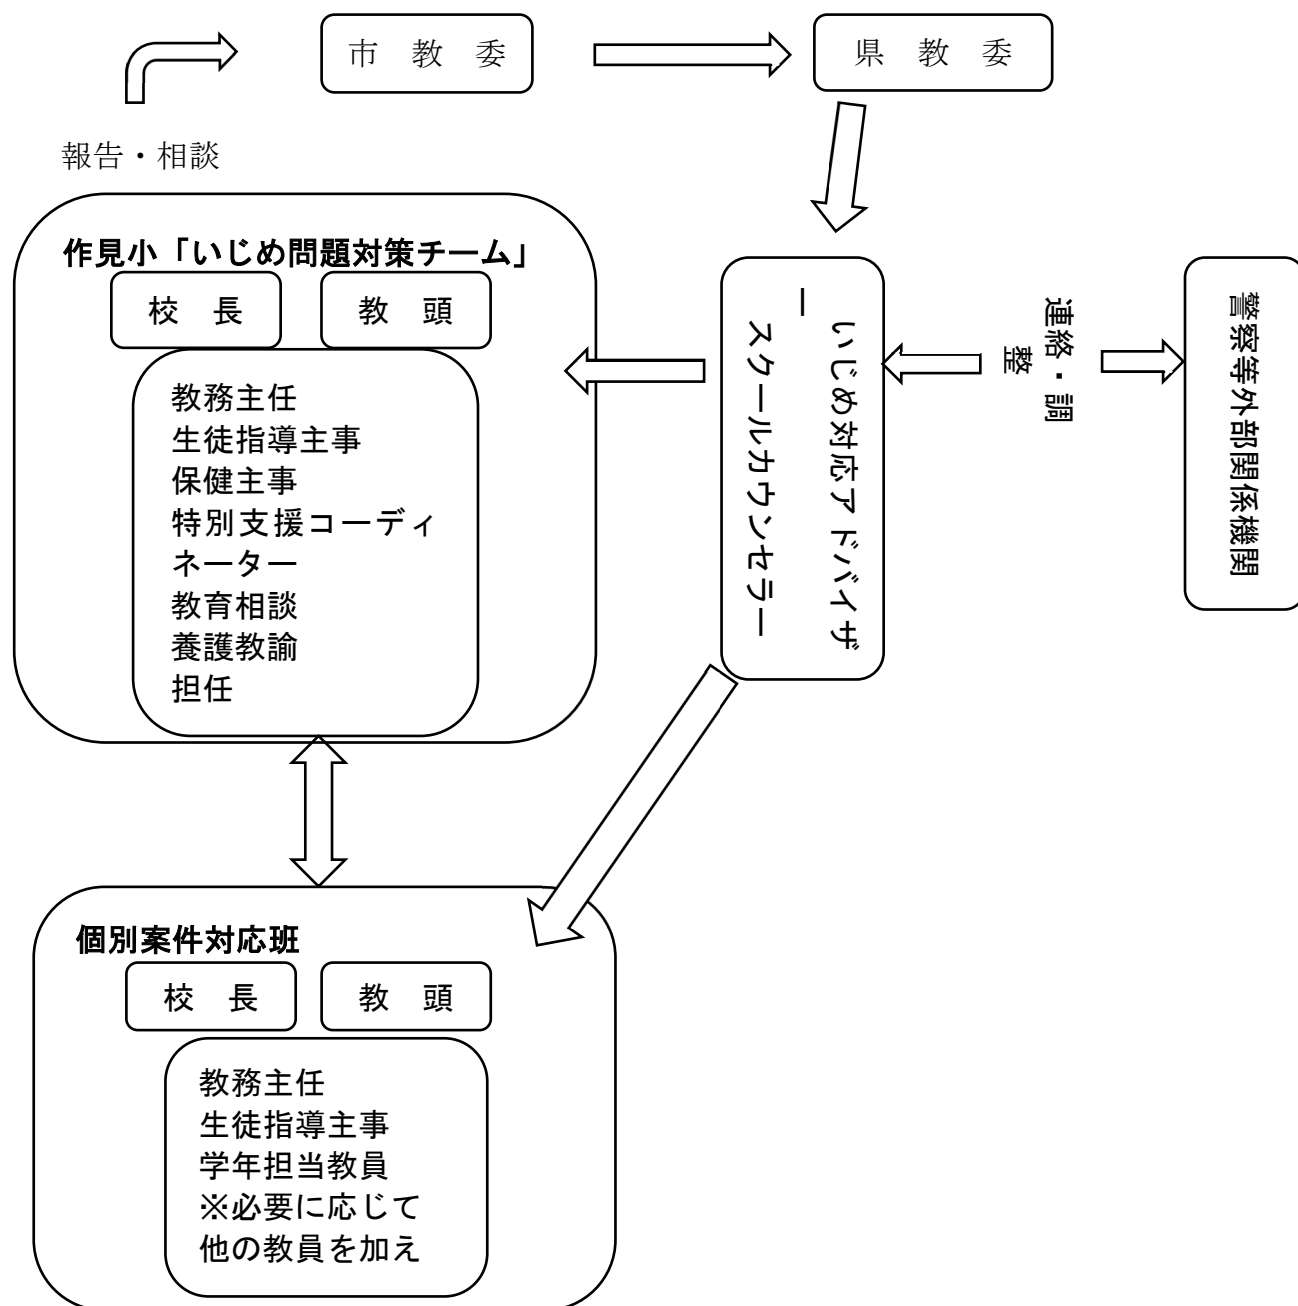 市　教　委
県　教　委
報告・相談
作見小「いじめ問題対策チーム」
校　長
教　頭
教務主任
生徒指導主事
保健主事
特別支援コーディ
ネーター
教育相談
養護教諭
担任
いじめ対応アドバイザ
ー
スクールカウンセラー
連絡・調
整
警察等外部関係機関
個別案件対応班
校　長
教　頭
教務主任
生徒指導主事
学年担当教員
※必要に応じて
他の教員を加え